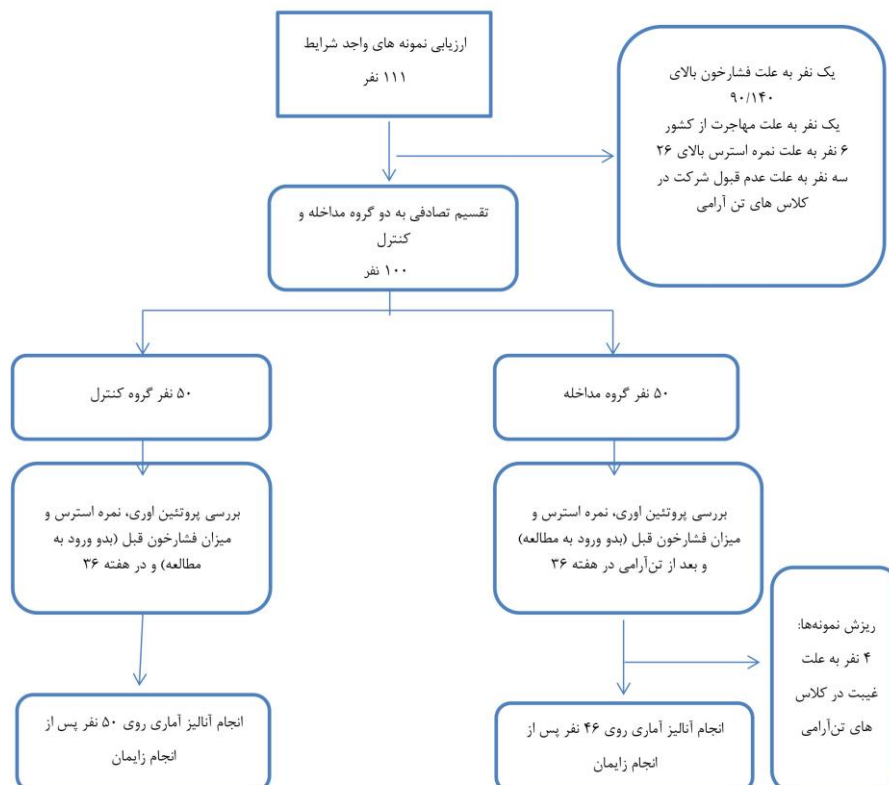 ارزیابی نمونه های واجد شرایط
۱۱۱ نفر
یک نفر به علت فشارخون بالای
۹۰/۱۴۰
یک نفر به علت مهاجرت از کشور
۶ نفر به علت نمره استرس بالای ۲۶
سه نفر به علت عدم قبول شرکت در
کلاس های تن آرامی
تقسیم تصادفی به دو گروه مداخله و
کنترل
۱۰۰ نفر
۵۰ نفر گروه مداخله
۵۰ نفر گروه کنترل
بررسی پروتئین اوری، نمره استرس و
میزان فشارخون قبل (بدو ورود به مطالعه)
و بعد از تن‌آرامی در هفته ۳۶
بررسی پروتئین اوری، نمره استرس و
میزان فشارخون قبل (بدو ورود به
مطالعه) و در هفته ۳۶
ریزش نمونه‌ها:
۴ نفر به علت
غیبت در کلاس
های تن‌آرامی
انجام آنالیز آماری روی ۴۶ نفر پس از
انجام زایمان
انجام آنالیز آماری روی ۵۰ نفر پس از
انجام زایمان